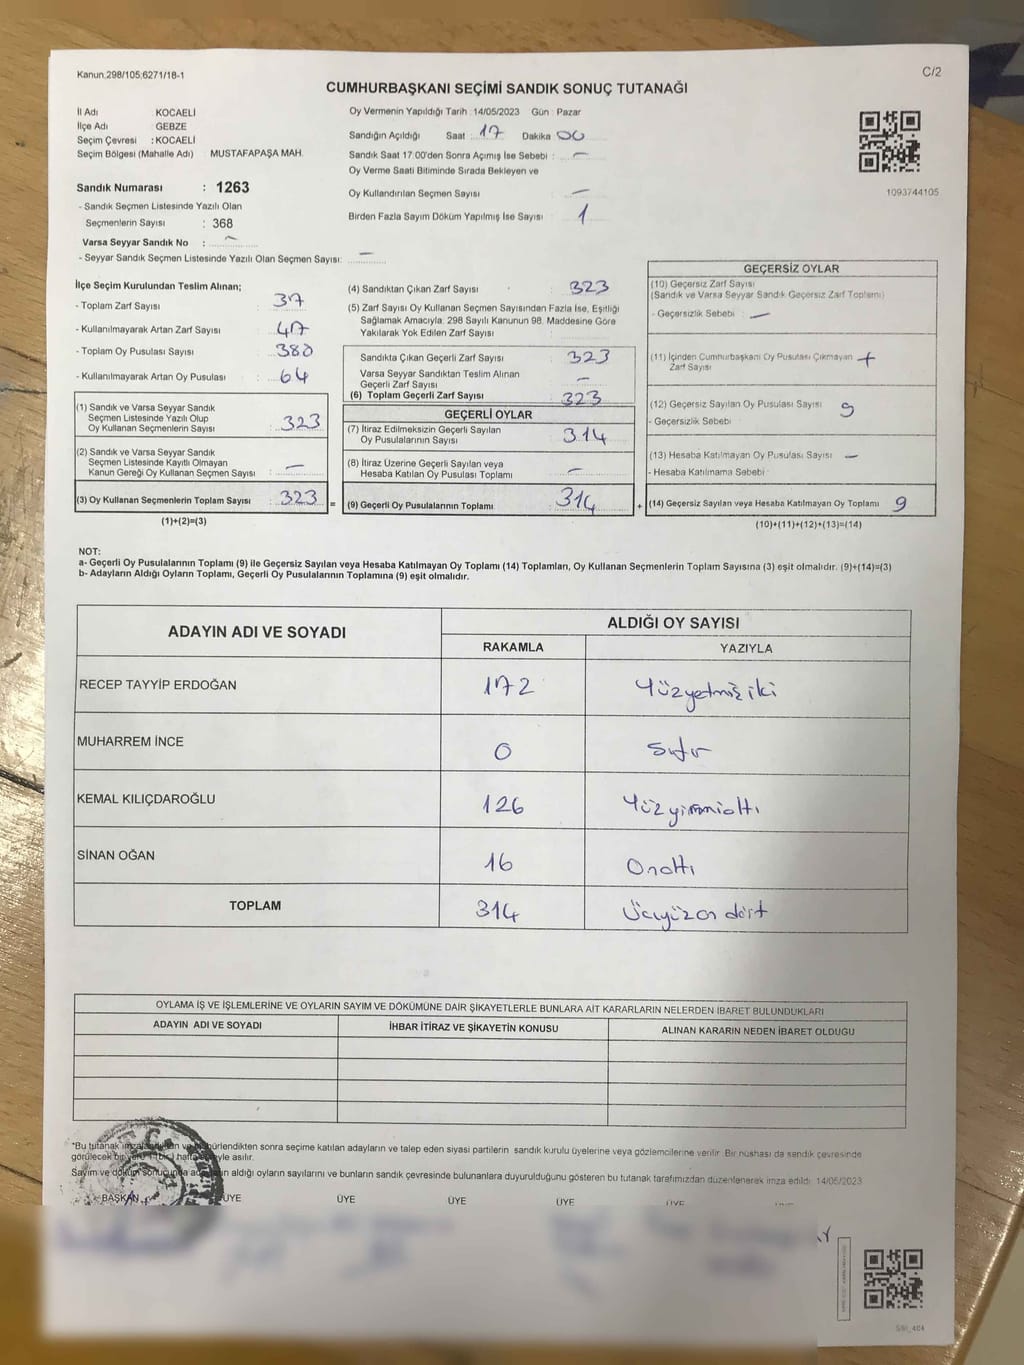 Kanun.298/105;6271/18-1
C/2
CUMHURBAŞKANI SEÇİMİ SANDIK SONUÇ TUTANAĞI
İl Adı KOCAELİ
İlçe Adı : GEBZE
Seçim Çevresi : KOCAELİ
Seçim Bölgesi (Mahalle Adı) MUSTAFAPAŞA MAH.
Sandık Numarası : 1263
- Sandık Seçmen Listesinde Yazılı Olan
Seçmenlerin Sayısı : 368
Varsa Seyyar Sandık No : –
- Seyyar Sandık Seçmen Listesinde Yazılı Olan Seçmen Sayısı: –
Oy Vermenin Yapıldığı Tarih : 14/05/2023 Gün : Pazar
Sandığın Açıldığı Saat : 17 Dakika 00
Sandık Saat 17:00'den Sonra Açımış İse Sebebi : –
Oy Verme Saati Bitiminde Sırada Bekleyen ve
Oy Kullandırılan Seçmen Sayısı –
Birden Fazla Sayım Döküm Yapılmış İse Sayısı 1
1093744105
İlçe Seçim Kurulundan Teslim Alınan;
- Toplam Zarf Sayısı :
- Kullanılmayarak Artan Zarf Sayısı : 47
- Toplam Oy Pusulası Sayısı : 380
- Kullanılmayarak Artan Oy Pusulası : 64
(1) Sandık ve Varsa Seyyar Sandık
Seçmen Listesinde Yazılı Olup
Oy Kullanan Seçmenlerin Sayısı : 323
(2) Sandık ve Varsa Seyyar Sandık
Seçmen Listesinde Kayıtlı Olmayan
Kanun Gereği Oy Kullanan Seçmen Sayısı : –
(3) Oy Kullanan Seçmenlerin Toplam Sayısı 323
(1)+(2)=(3)
(4) Sandıktan Çıkan Zarf Sayısı : 323
(5) Zarf Sayısı Oy Kullanan Seçmen Sayısından Fazla İse, Eşitliği
Sağlamak Amacıyla, 298 Sayılı Kanunun 98. Maddesine Göre
Yakılarak Yok Edilen Zarf Sayısı
Sandıkta Çıkan Geçerli Zarf Sayısı : 323
Varsa Seyyar Sandıktan Teslim Alınan
Geçerli Zarf Sayısı : –
(6) Toplam Geçerli Zarf Sayısı : 323
GEÇERLİ OYLAR
(7) İtiraz Edilmeksizin Geçerli Sayılan
Oy Pusulalarının Sayısı : 314
(8) İtiraz Üzerine Geçerli Sayılan veya
Hesaba Katılan Oy Pusulası Toplamı : –
= (9) Geçerli Oy Pusulalarının Toplamı : 314
GEÇERSİZ OYLAR
(10) Geçersiz Zarf Sayısı
(Sandık ve Varsa Seyyar Sandık Geçersiz Zarf Toplamı)
- Geçersizlik Sebebi : –
(11) İçinden Cumhurbaşkanı Oy Pusulası Çıkmayan
Zarf Sayısı
(12) Geçersiz Sayılan Oy Pusulası Sayısı : 9
- Geçersizlik Sebebi
(13) Hesaba Katılmayan Oy Pusulası Sayısı : –
- Hesaba Katılmama Sebebi :
+ (14) Geçersiz Sayılan veya Hesaba Katılmayan Oy Toplamı 9
(10)+(11)+(12)+(13)=(14)
NOT:
a- Geçerli Oy Pusulalarının Toplamı (9) ile Geçersiz Sayılan veya Hesaba Katılmayan Oy Toplamı (14) Toplamları, Oy Kullanan Seçmenlerin Toplam Sayısına (3) eşit olmalıdır. (9)+(14)=(3)
b- Adayların Aldığı Oyların Toplamı, Geçerli Oy Pusulalarının Toplamına (9) eşit olmalıdır.
ADAYIN ADI VE SOYADI
ALDIĞI OY SAYISI
RAKAMLA YAZIYLA
RECEP TAYYİP ERDOĞAN 172 Yüzyetmişiki
MUHARREM İNCE 0 Sıfır
KEMAL KILIÇDAROĞLU 126 Yüzyirmialtı
SİNAN OĞAN 16 Onaltı
TOPLAM 314 Üçyüzon dört
OYLAMA İŞ VE İŞLEMLERİNE VE OYLARIN SAYIM VE DÖKÜMÜNE DAİR ŞİKAYETLERLE BUNLARA AİT KARARLARIN NELERDEN İBARET BULUNDUKLARI
ADAYIN ADI VE SOYADI İHBAR İTİRAZ VE ŞİKAYETİN KONUSU ALINAN KARARIN NEDEN İBARET OLDUĞU
*Bu tutanak imzalandıktan ve mühürlendikten sonra seçime katılan adayların ve talep eden siyasi partilerin sandık kurulu üyelerine veya gözlemcilerine verilir. Bir nüshası da sandık çevresinde
görülecek bir yere 1 (bir) hafta süreyle asılır.
Sayım ve döküm sonucunda adayların aldığı oyların sayılarını ve bunların sandık çevresinde bulunanlara duyurulduğunu gösteren bu tutanak tarafımızdan düzenlenerek imza edildi. 14/05/2023
BAŞKAN ÜYE ÜYE ÜYE ÜYE ÜYE